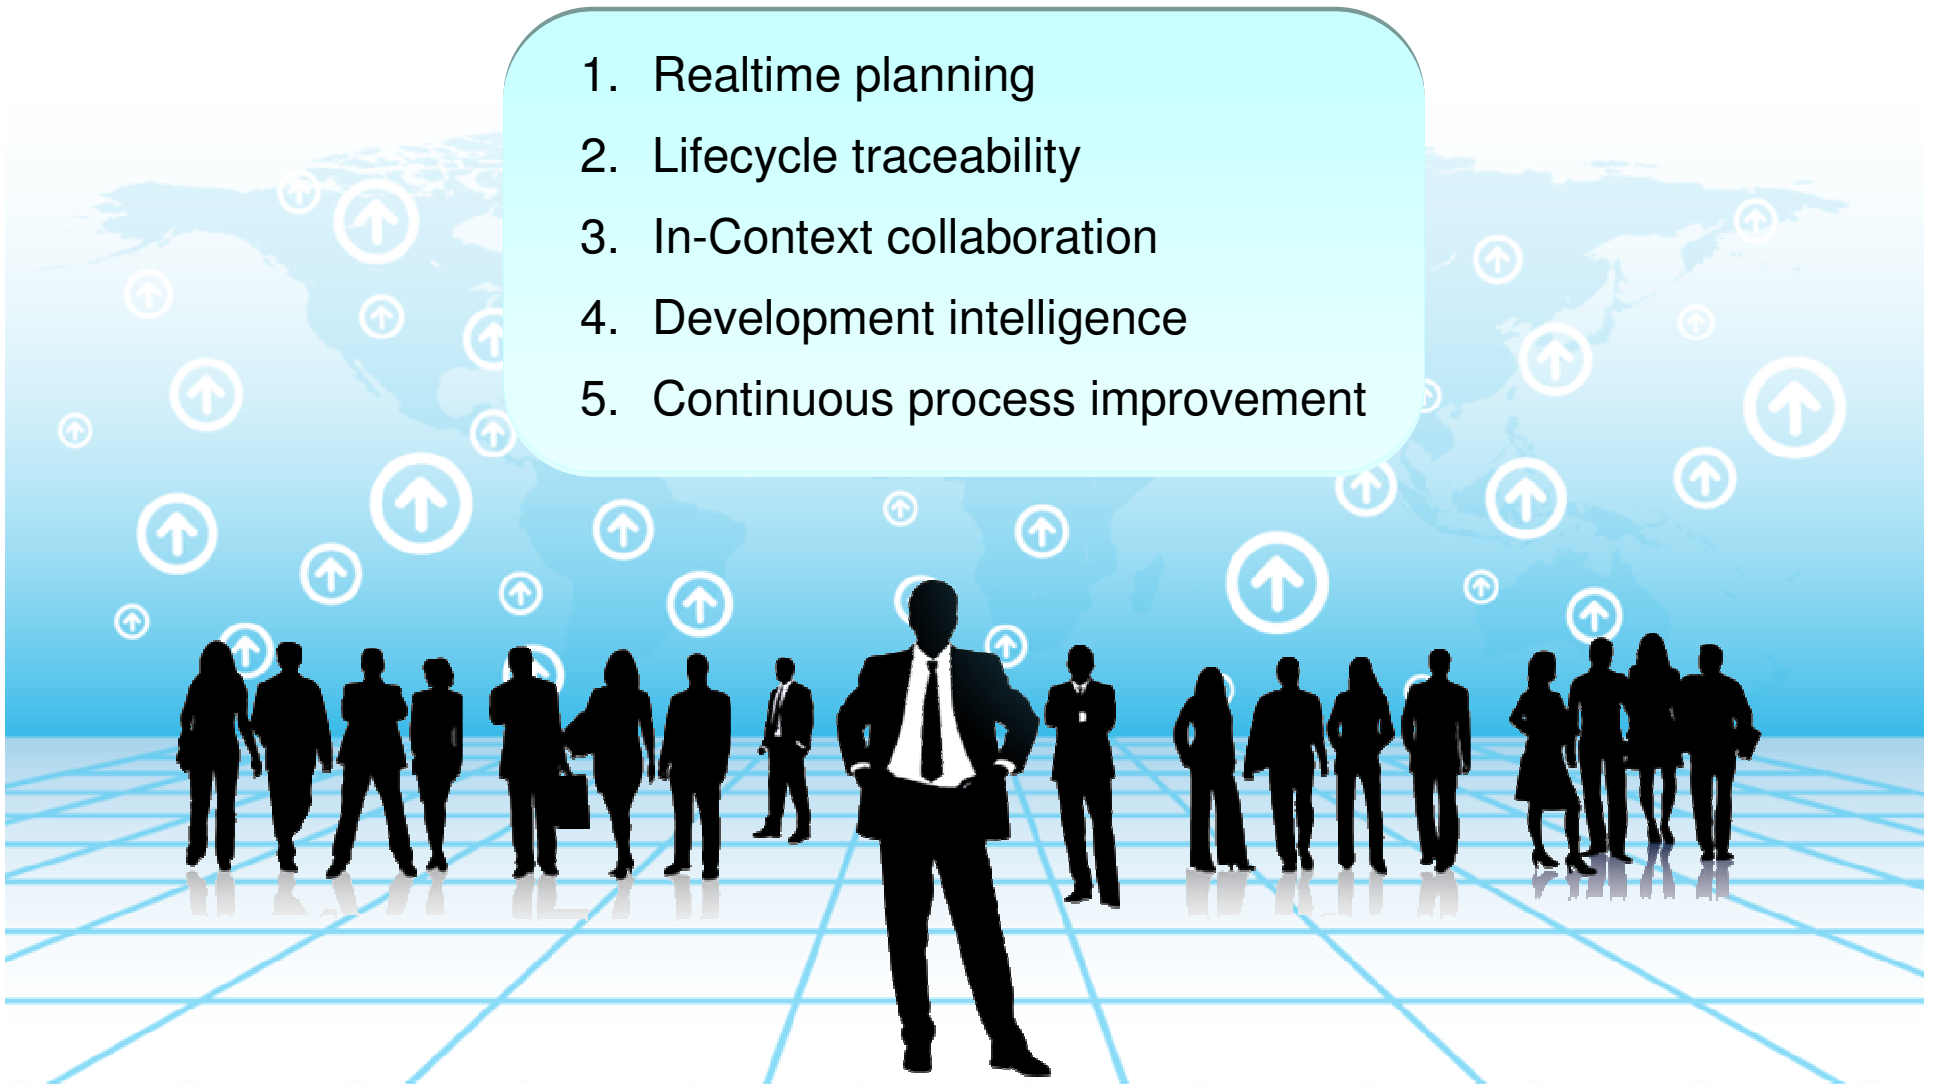 1. Realtime planning
2. Lifecycle traceability
3. In-Context collaboration
4. Development intelligence
5. Continuous process improvement